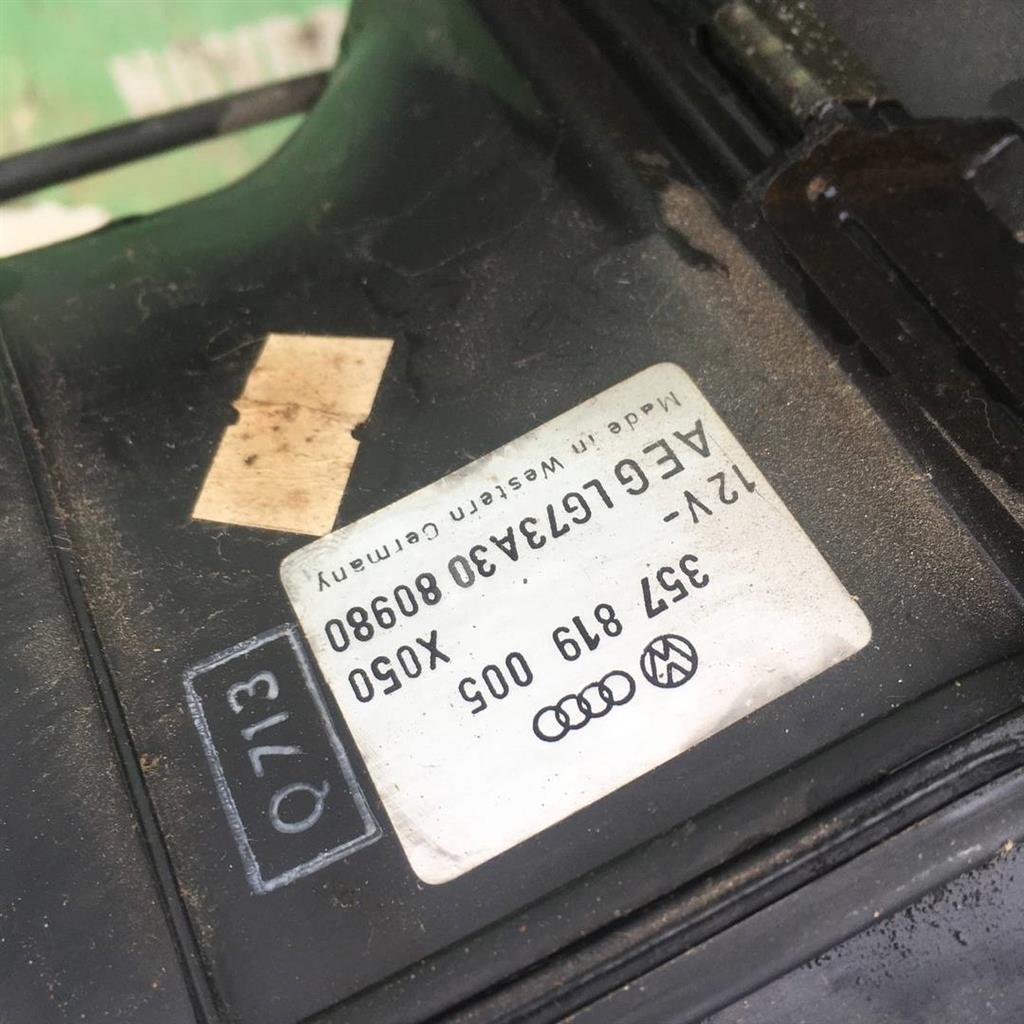 357 819 005
12V- X050
AEG LG73A30 80980
Made in Western Germany
Q713